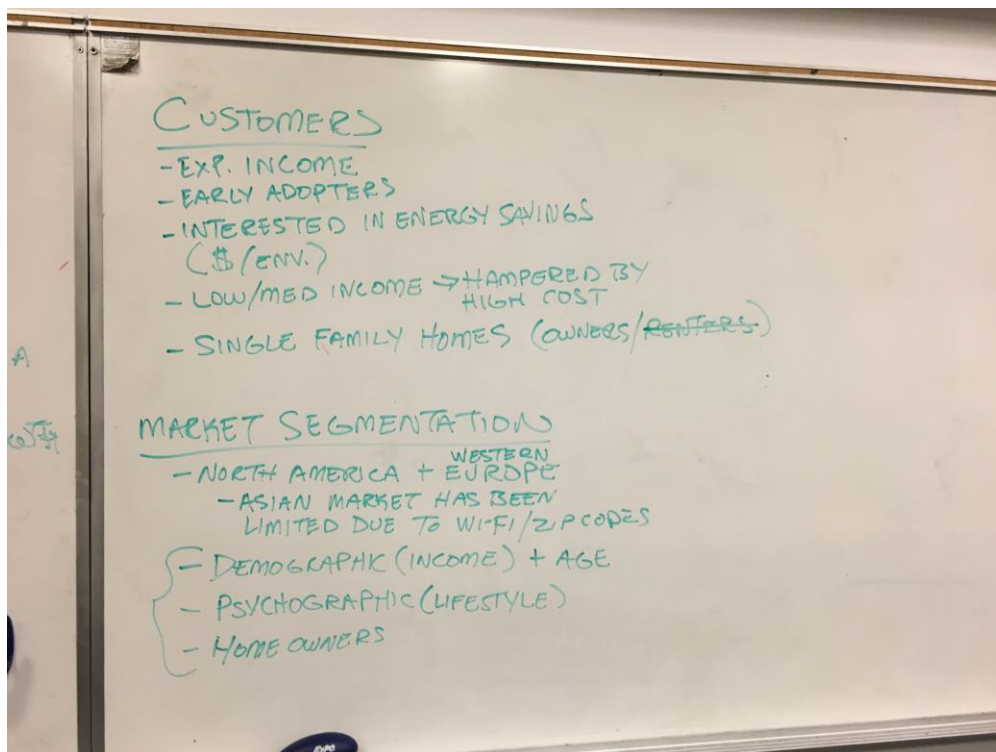 CUSTOMERS
- EXP. INCOME
- EARLY ADOPTERS
- INTERESTED IN ENERGY SAVINGS
($/ENV.)
- LOW/MED INCOME → HAMPERED BY
HIGH COST
- SINGLE FAMILY HOMES (OWNERS/RENTERS)
A
MARKET SEGMENTATION
WESTERN
- NORTH AMERICA + EUROPE
- ASIAN MARKET HAS BEEN
LIMITED DUE TO WI-FI/ZIPCODES
- DEMOGRAPHIC (INCOME) + AGE
- PSYCHOGRAPHIC (LIFESTYLE)
- HOME OWNERS
EXPO